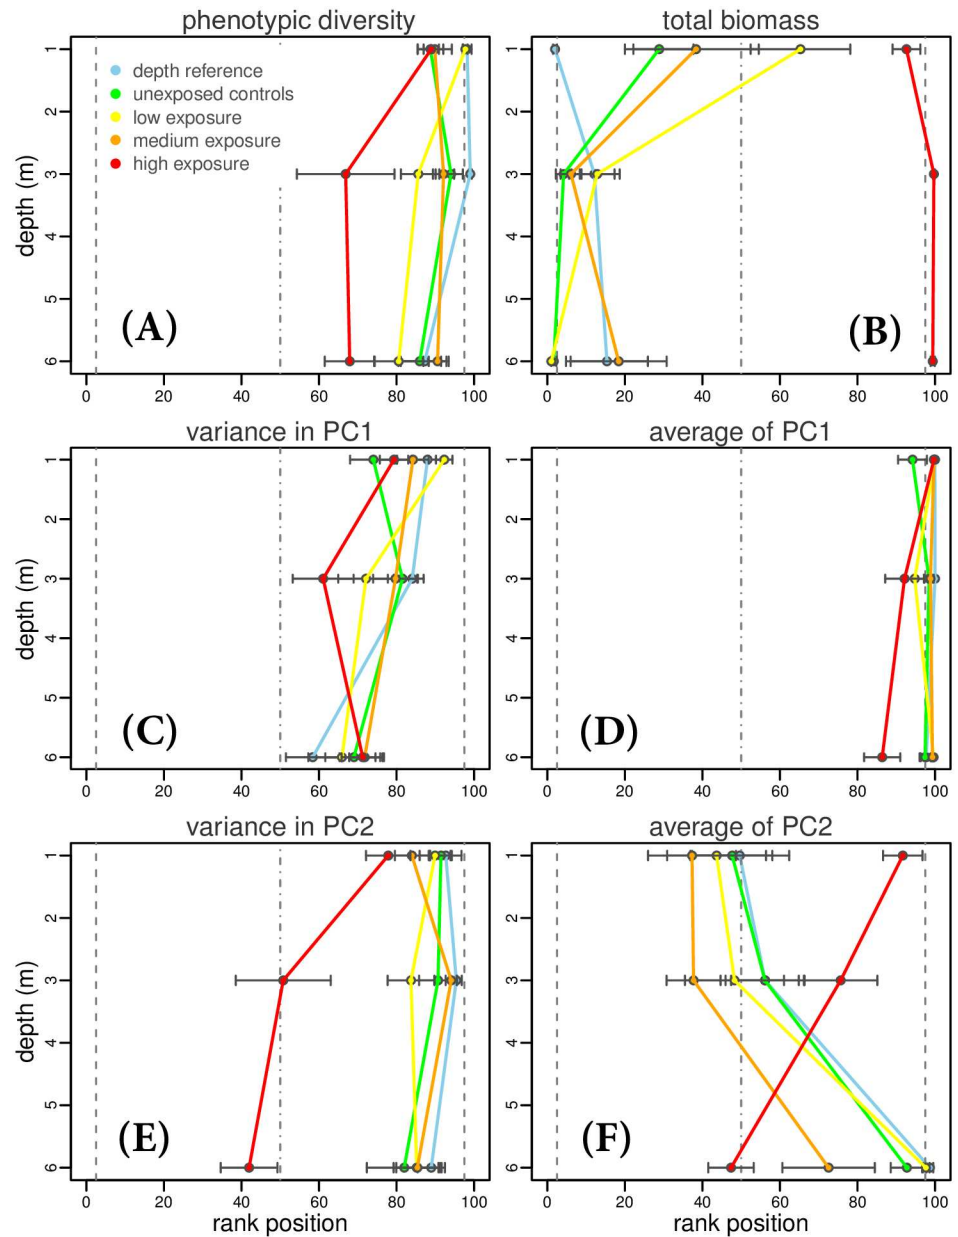 phenotypic diversity
total biomass
depth reference
unexposed controls
low exposure
medium exposure
high exposure
depth (m)
1
2
3
4
5
6
(A)
0 20 40 60 80 100
1
2
3
4
5
6
(B)
0 20 40 60 80 100
variance in PC1
average of PC1
depth (m)
1
2
3
4
5
6
(C)
0 20 40 60 80 100
1
2
3
4
5
6
(D)
0 20 40 60 80 100
variance in PC2
average of PC2
depth (m)
1
2
3
4
5
6
(E)
0 20 40 60 80 100
rank position
1
2
3
4
5
6
(F)
0 20 40 60 80 100
rank position